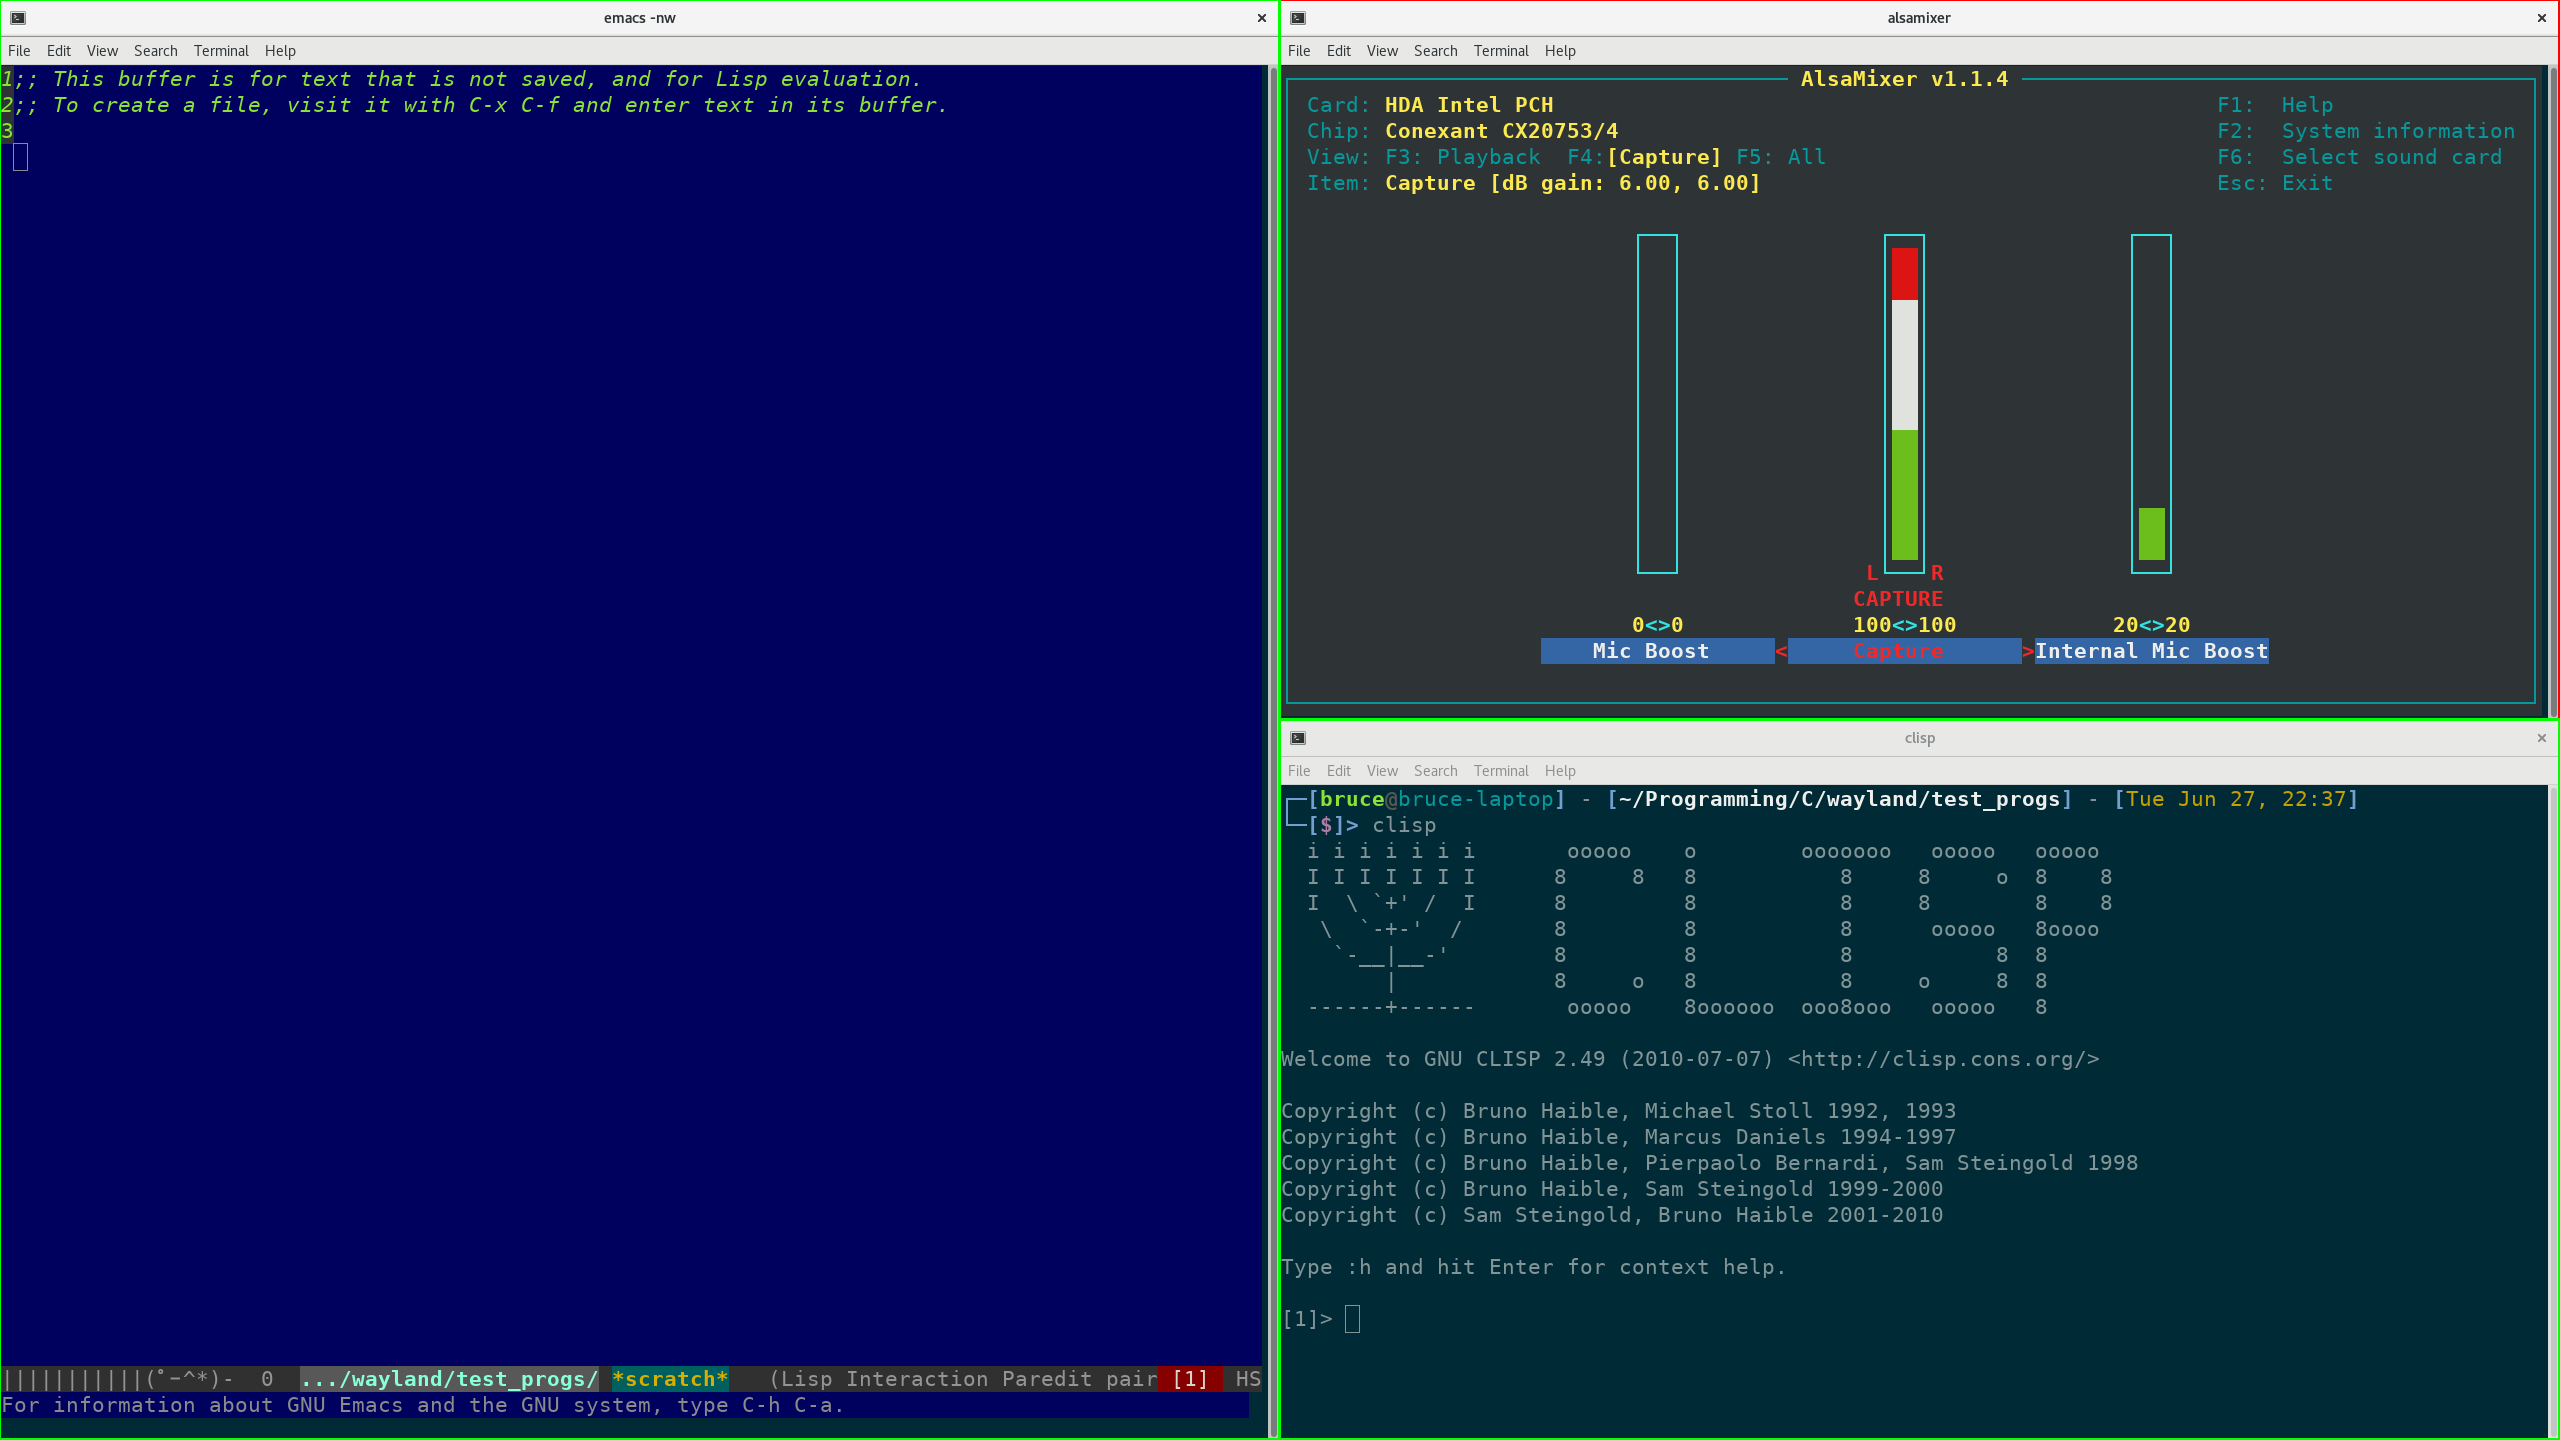 emacs -nw
File Edit View Search Terminal Help
1;; This buffer is for text that is not saved, and for Lisp evaluation.
2;; To create a file, visit it with C-x C-f and enter text in its buffer.
3
|||||||||||(˚-^*)-  0  .../wayland/test_progs/ *scratch*   (Lisp Interaction Paredit pair [1]  HS
For information about GNU Emacs and the GNU system, type C-h C-a.
alsamixer
File Edit View Search Terminal Help
AlsaMixer v1.1.4
Card: HDA Intel PCH F1:  Help
Chip: Conexant CX20753/4 F2:  System information
View: F3: Playback  F4:[Capture] F5: All F6:  Select sound card
Item: Capture [dB gain: 6.00, 6.00] Esc: Exit
L    R
CAPTURE
0<>0 100<>100 20<>20
Mic Boost < Capture >Internal Mic Boost
clisp
File Edit View Search Terminal Help
┌─[bruce@bruce-laptop] - [~/Programming/C/wayland/test_progs] - [Tue Jun 27, 22:37]
└─[$]> clisp
  i i i i i i i       ooooo    o        ooooooo   ooooo   ooooo
  I I I I I I I      8     8   8           8     8     o  8    8
  I  \ `+' /  I      8         8           8     8        8    8
   \  `-+-'  /       8         8           8      ooooo   8oooo
    `-__|__-'        8         8           8           8  8
        |            8     o   8           8     o     8  8
  ------+------       ooooo    8oooooo  ooo8ooo   ooooo   8
Welcome to GNU CLISP 2.49 (2010-07-07) <http://clisp.cons.org/>
Copyright (c) Bruno Haible, Michael Stoll 1992, 1993
Copyright (c) Bruno Haible, Marcus Daniels 1994-1997
Copyright (c) Bruno Haible, Pierpaolo Bernardi, Sam Steingold 1998
Copyright (c) Bruno Haible, Sam Steingold 1999-2000
Copyright (c) Sam Steingold, Bruno Haible 2001-2010
Type :h and hit Enter for context help.
[1]>